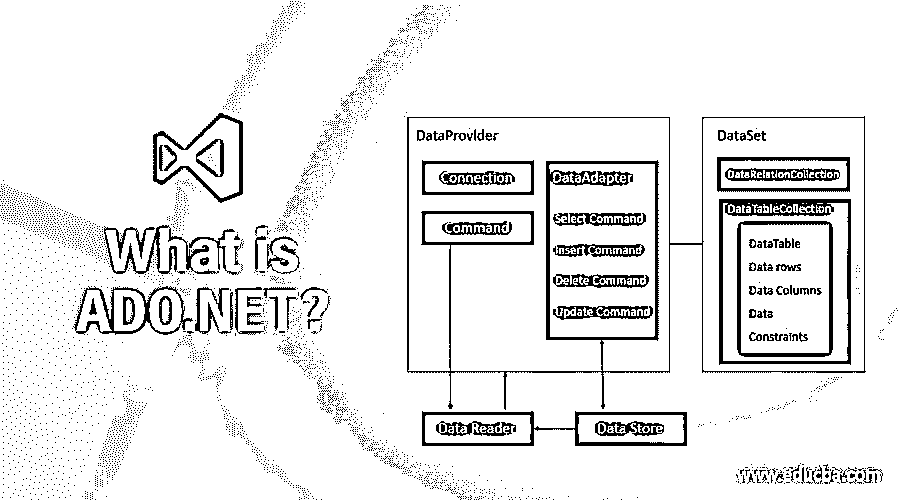 What is
ADO.NET?
DataProvider
Connection
Command
DataAdapter
Select Command
Insert Command
Delete Command
Update Command
Data Reader
Data Store
DataSet
DataRelationCollection
DataTableCollection
DataTable
Data rows
Data Columns
Data
Constraints
www.educba.com